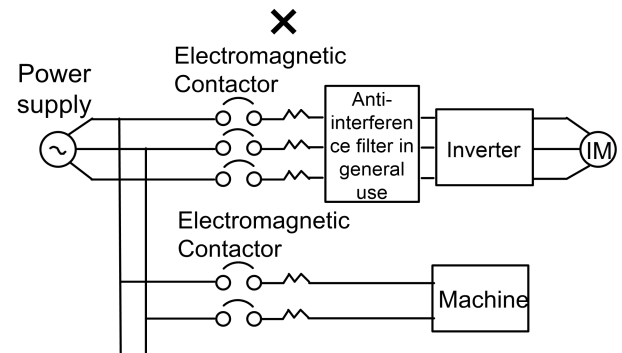 Electromagnetic
Contactor
Power
supply
Anti-
interferen
ce filter in
general
use
Inverter
IM
Electromagnetic
Contactor
Machine